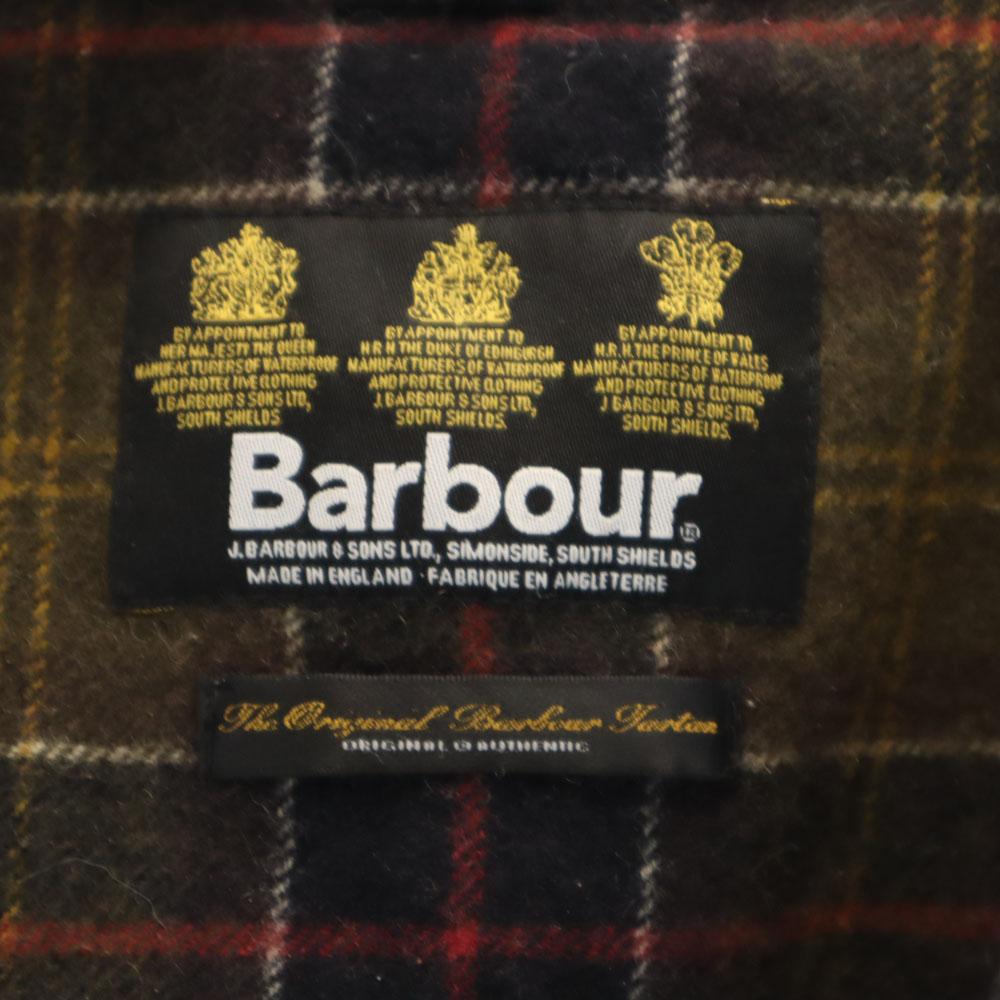 BY APPOINTMENT TO
HER MAJESTY THE QUEEN
MANUFACTURERS OF WATERPROOF
AND PROTECTIVE CLOTHING
J. BARBOUR & SONS LTD,
SOUTH SHIELDS
BY APPOINTMENT TO
H.R.H. THE DUKE OF EDINBURGH
MANUFACTURERS OF WATERPROOF
AND PROTECTIVE CLOTHING
J. BARBOUR & SONS LTD,
SOUTH SHIELDS.
BY APPOINTMENT TO
H.R.H. THE PRINCE OF WALES
MANUFACTURERS OF WATERPROOF
AND PROTECTIVE CLOTHING
J. BARBOUR & SONS LTD,
SOUTH SHIELDS.
Barbour®
J. BARBOUR & SONS LTD., SIMONSIDE, SOUTH SHIELDS
MADE IN ENGLAND · FABRIQUE EN ANGLETERRE
The Original Barbour Tartan
ORIGINAL & AUTHENTIC